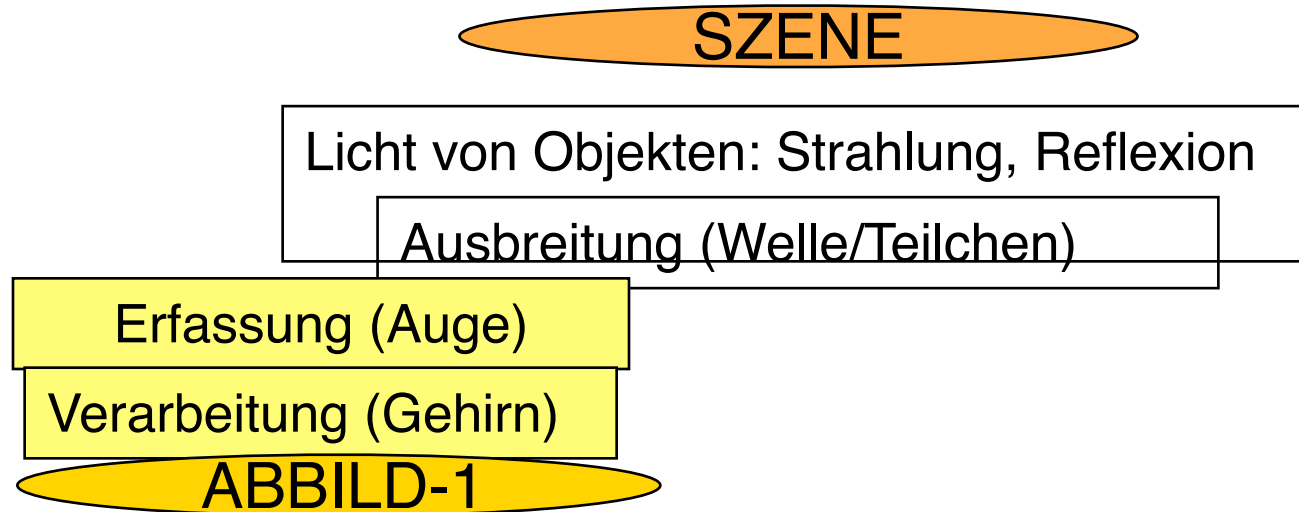 SZENE
Licht von Objekten: Strahlung, Reflexion
Ausbreitung (Welle/Teilchen)
Erfassung (Auge)
Verarbeitung (Gehirn)
ABBILD-1